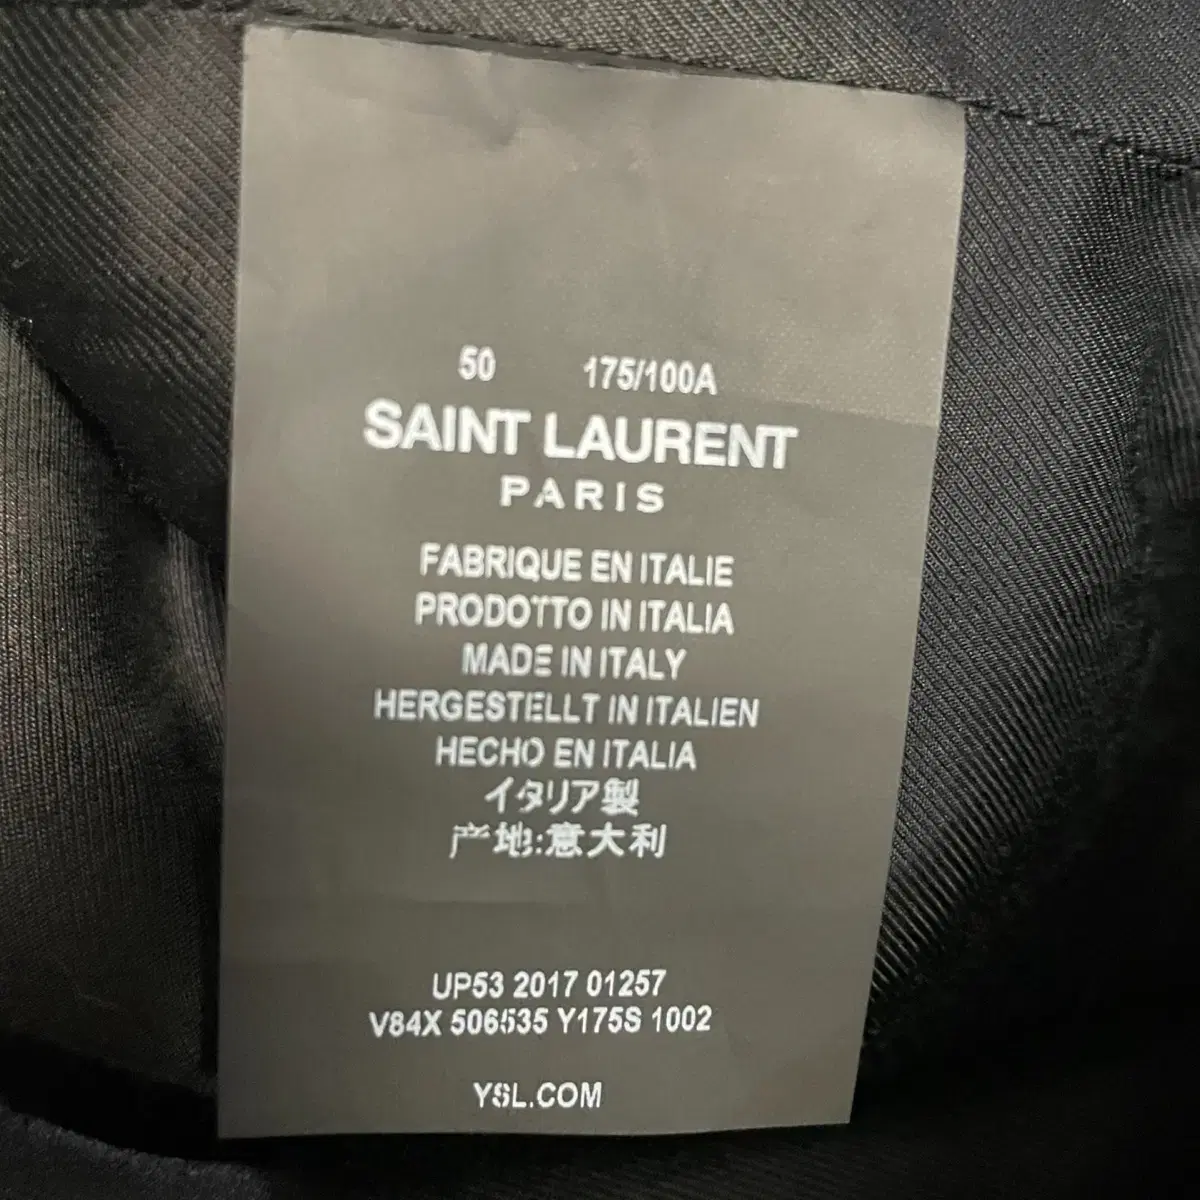 50 175/100A
SAINT LAURENT
PARIS
FABRIQUE EN ITALIE
PRODOTTO IN ITALIA
MADE IN ITALY
HERGESTELLT IN ITALIEN
HECHO EN ITALIA
イタリア製
产地:意大利
UP53 2017 01257
V84X 506535 Y175S 1002
YSL.COM